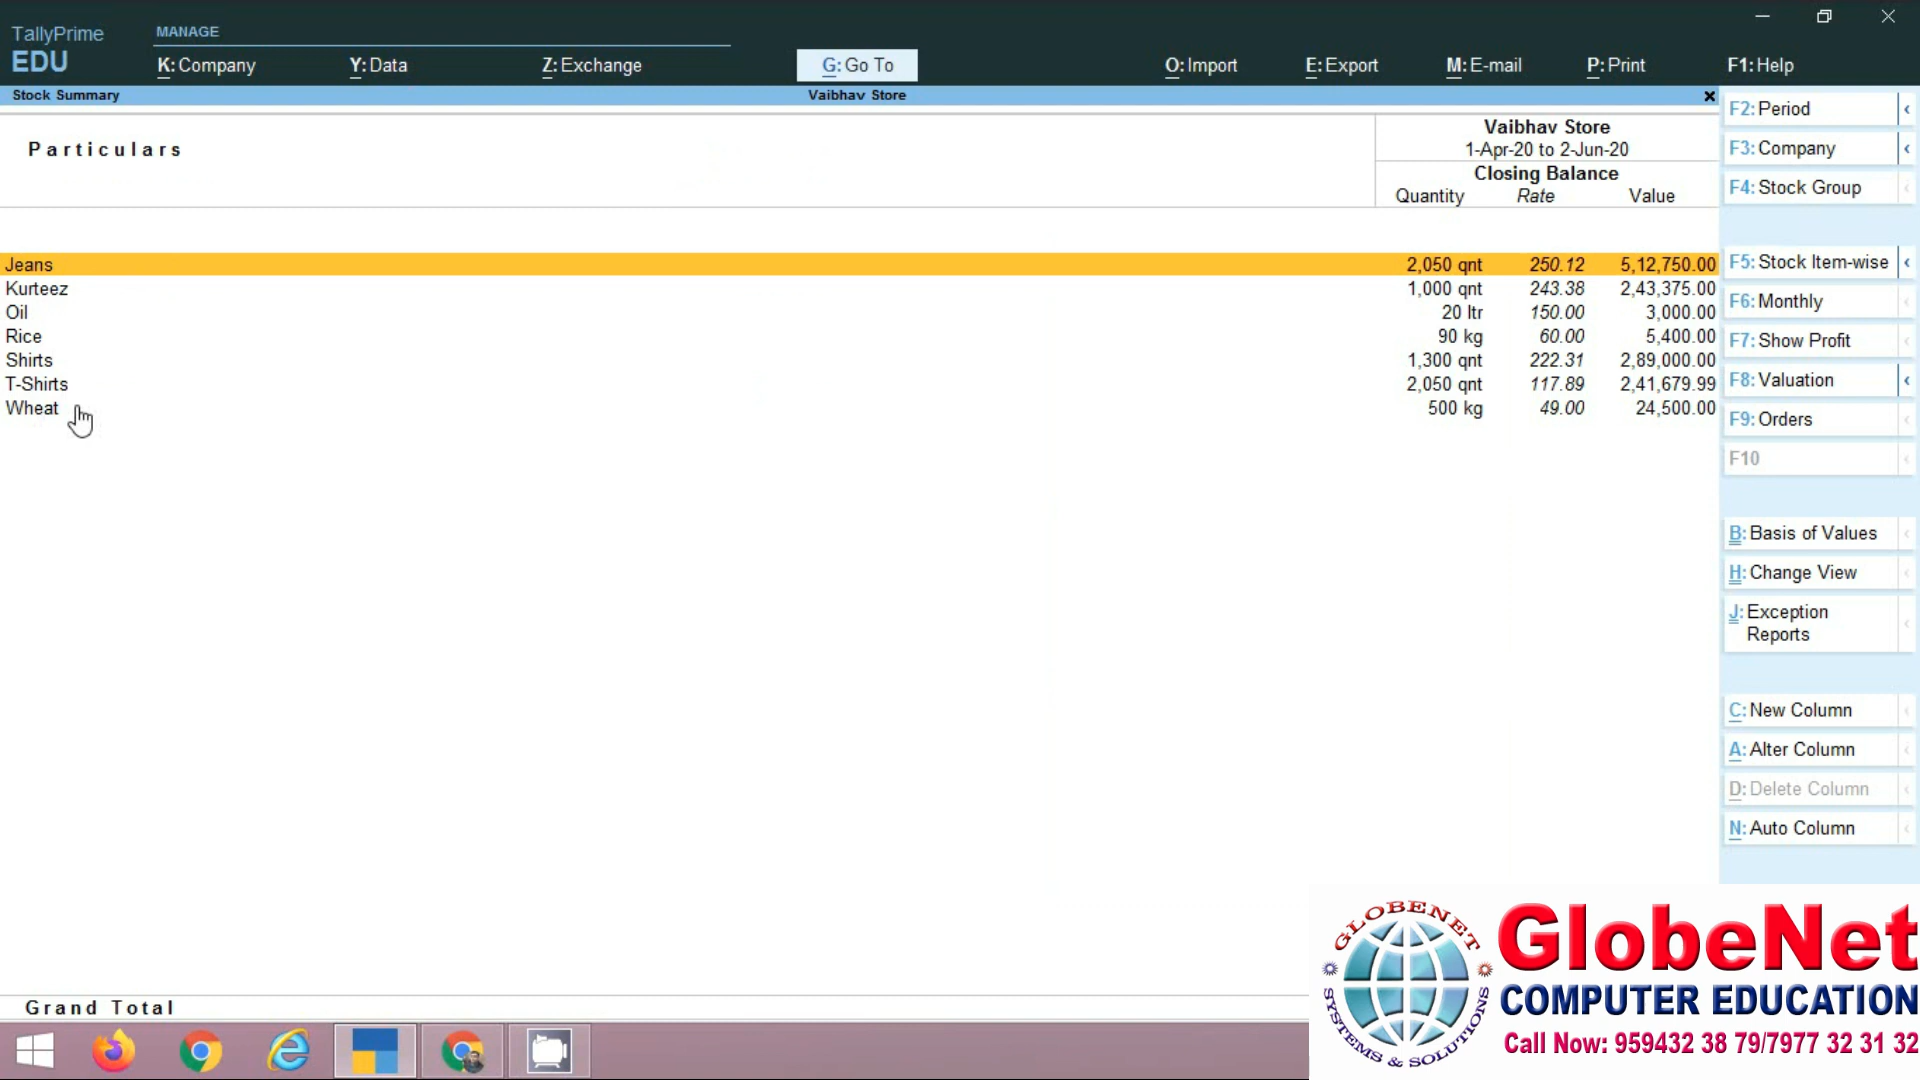 TallyPrime
EDU
MANAGE
K: Company
Y: Data
Z: Exchange
G: Go To
O: Import
E: Export
M: E-mail
P: Print
F1: Help
Stock Summary
Vaibhav Store
Particulars
Vaibhav Store
1-Apr-20 to 2-Jun-20
Closing Balance
Quantity Rate Value
Jeans 2,050 qnt 250.12 5,12,750.00
Kurteez 1,000 qnt 243.38 2,43,375.00
Oil 20 ltr 150.00 3,000.00
Rice 90 kg 60.00 5,400.00
Shirts 1,300 qnt 222.31 2,89,000.00
T-Shirts 2,050 qnt 117.89 2,41,679.99
Wheat 500 kg 49.00 24,500.00
Grand Total
F2: Period
F3: Company
F4: Stock Group
F5: Stock Item-wise
F6: Monthly
F7: Show Profit
F8: Valuation
F9: Orders
F10
B: Basis of Values
H: Change View
J: Exception
Reports
C: New Column
A: Alter Column
D: Delete Column
N: Auto Column
GLOBENET
SYSTEMS & SOLUTIONS
GlobeNet
COMPUTER EDUCATION
Call Now: 959432 38 79/7977 32 31 32